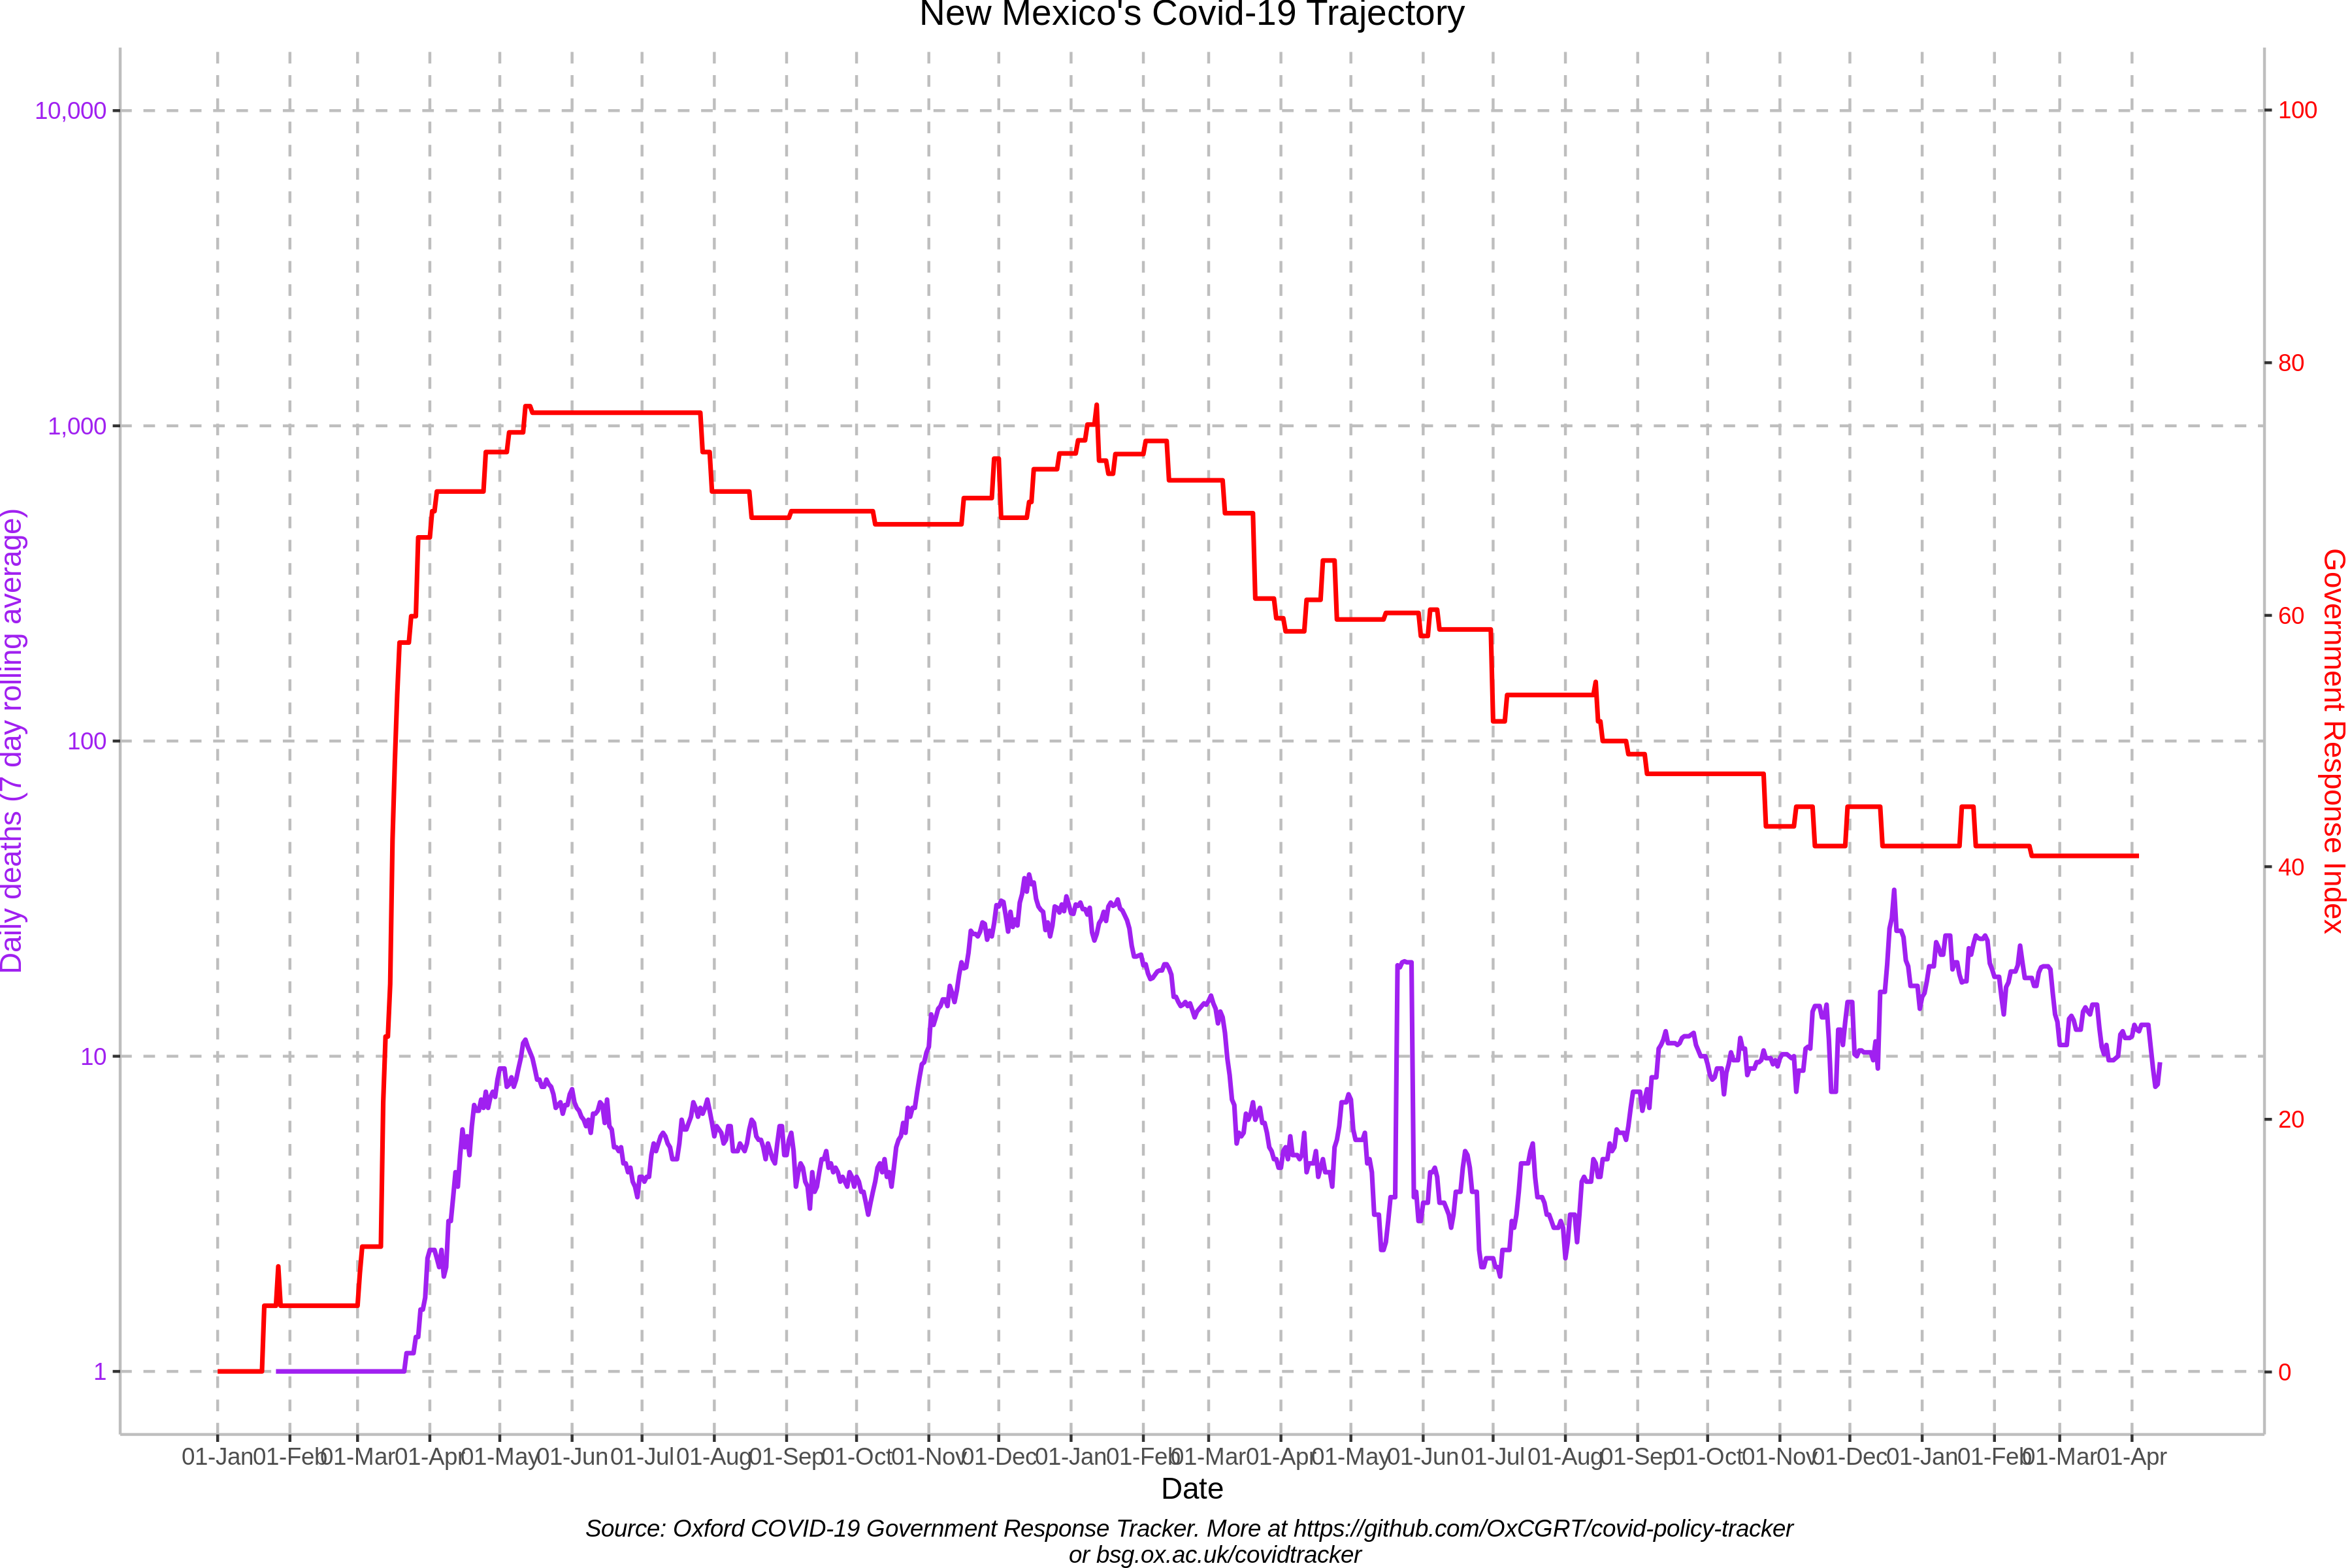 New Mexico's Covid-19 Trajectory
10,000
1,000
100
10
1
Daily deaths (7 day rolling average)
100
80
60
40
20
0
Government Response Index
01-Jan 01-Feb 01-Mar 01-Apr 01-May 01-Jun 01-Jul 01-Aug 01-Sep 01-Oct 01-Nov 01-Dec 01-Jan 01-Feb 01-Mar 01-Apr 01-May 01-Jun 01-Jul 01-Aug 01-Sep 01-Oct 01-Nov 01-Dec 01-Jan 01-Feb 01-Mar 01-Apr
Date
Source: Oxford COVID-19 Government Response Tracker. More at https://github.com/OxCGRT/covid-policy-tracker
or bsg.ox.ac.uk/covidtracker